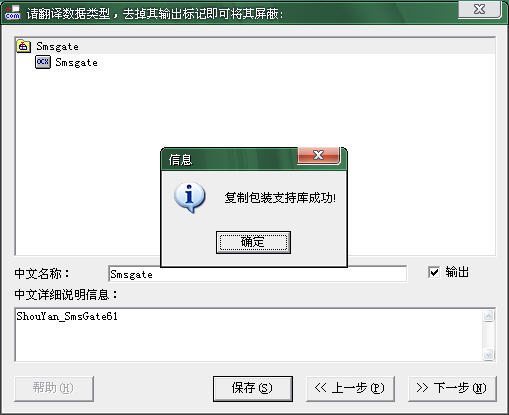 com
请翻译数据类型，去掉其输出标记即可将其屏蔽:
Smsgate
OCX
Smsgate
信息
复制包装支持库成功!
确定
中文名称：
Smsgate
输出
中文详细说明信息：
ShouYan_SmsGate61
帮助(H)
保存(S)
<< 上一步(P)
>> 下一步(N)